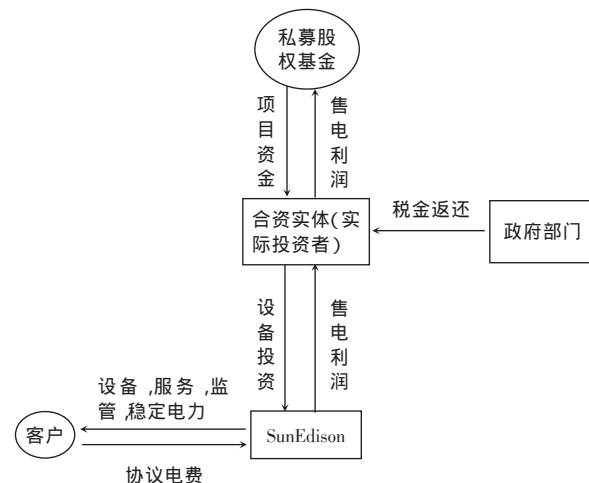 私募股
权基金
项目资金
售电利润
合资实体(实
际投资者)
税金返还
政府部门
设备投资
售电利润
设备,服务,监
管,稳定电力
客户
SunEdison
协议电费